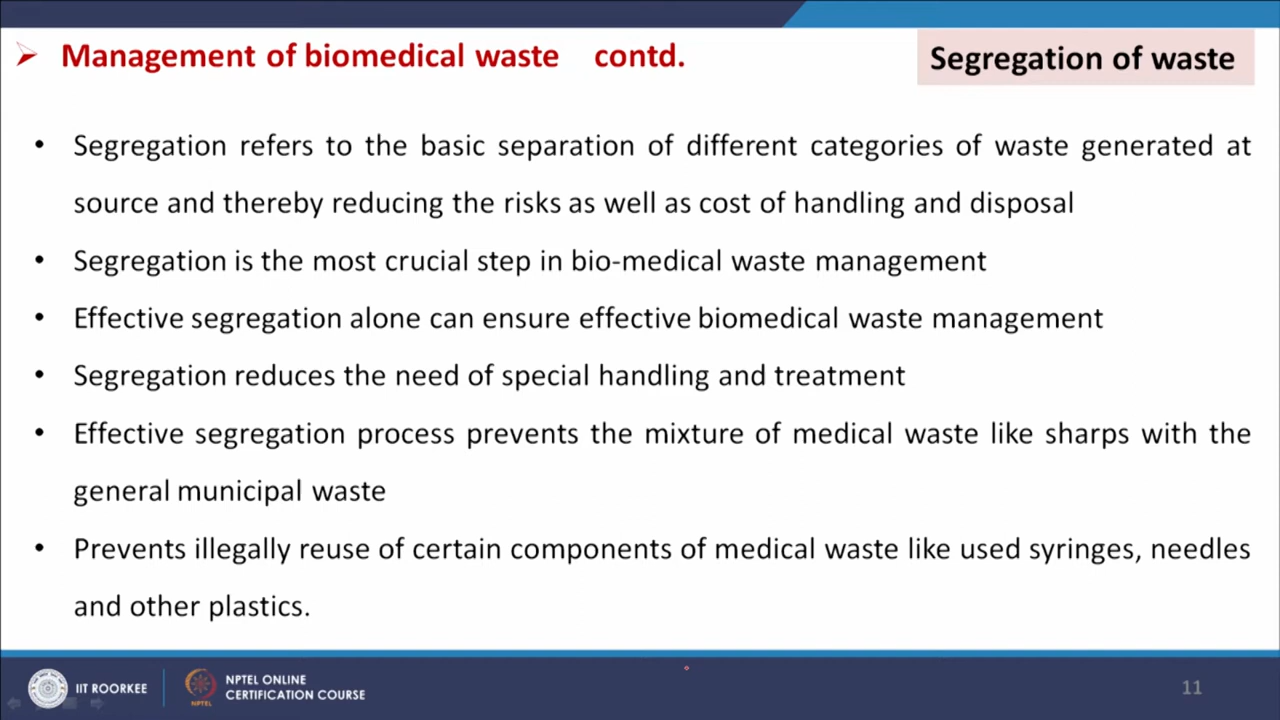 Management of biomedical waste contd.
Segregation of waste
• Segregation refers to the basic separation of different categories of waste generated at
source and thereby reducing the risks as well as cost of handling and disposal
• Segregation is the most crucial step in bio-medical waste management
• Effective segregation alone can ensure effective biomedical waste management
• Segregation reduces the need of special handling and treatment
• Effective segregation process prevents the mixture of medical waste like sharps with the
general municipal waste
• Prevents illegally reuse of certain components of medical waste like used syringes, needles
and other plastics.
IIT ROORKEE
NPTEL
NPTEL ONLINE
CERTIFICATION COURSE
11